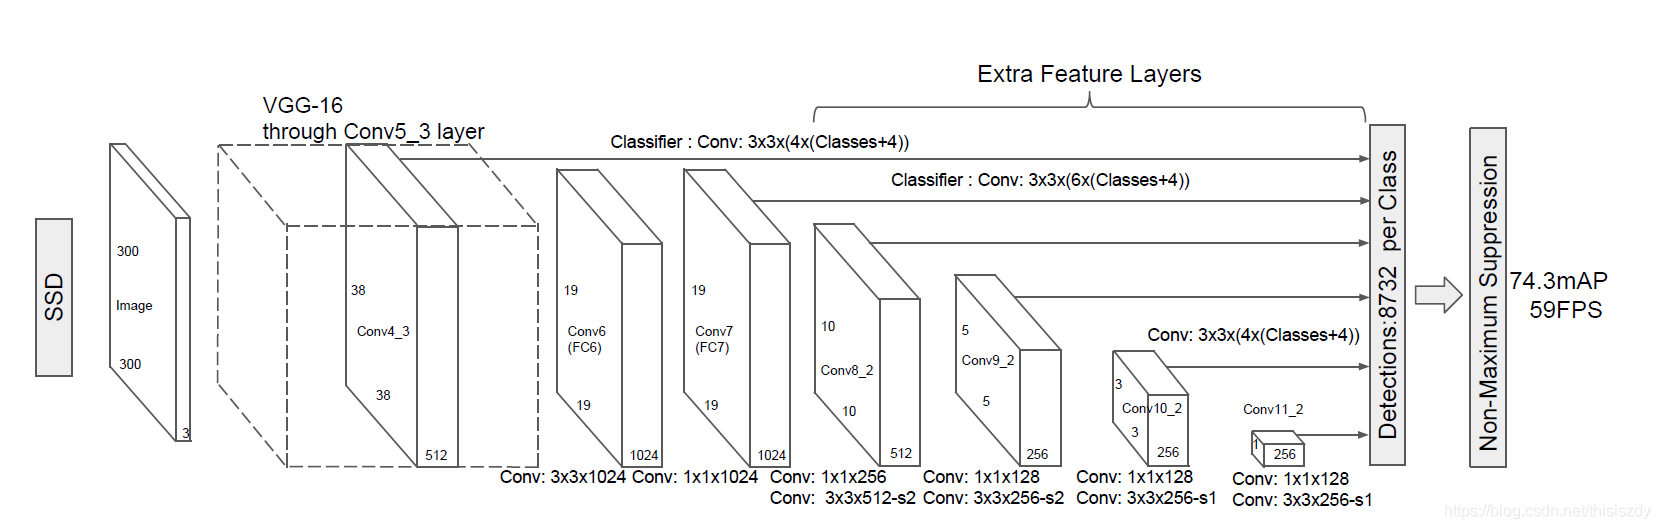 Extra Feature Layers
VGG-16
through Conv5_3 layer
Classifier : Conv: 3x3x(4x(Classes+4))
Classifier : Conv: 3x3x(6x(Classes+4))
SSD
300
Image
300
3
38
Conv4_3
38
512
19
Conv6
(FC6)
19
1024
19
Conv7
(FC7)
19
1024
10
Conv8_2
10
512
5
Conv9_2
5
256
Conv: 3x3x(4x(Classes+4))
3
Conv10_2
3
256
Conv11_2
1
256
Conv: 3x3x1024
Conv: 1x1x1024
Conv: 1x1x256
Conv: 3x3x512-s2
Conv: 1x1x128
Conv: 3x3x256-s2
Conv: 1x1x128
Conv: 3x3x256-s1
Conv: 1x1x128
Conv: 3x3x256-s1
Detections:8732 per Class
Non-Maximum Suppression
74.3mAP
59FPS
https://blog.csdn.net/thisiszdy